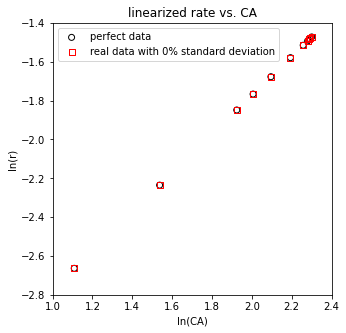 linearized rate vs. CA
perfect data
real data with 0% standard deviation
−1.4
−1.6
−1.8
−2.0
−2.2
−2.4
−2.6
−2.8
ln(r)
1.0 1.2 1.4 1.6 1.8 2.0 2.2 2.4
ln(CA)